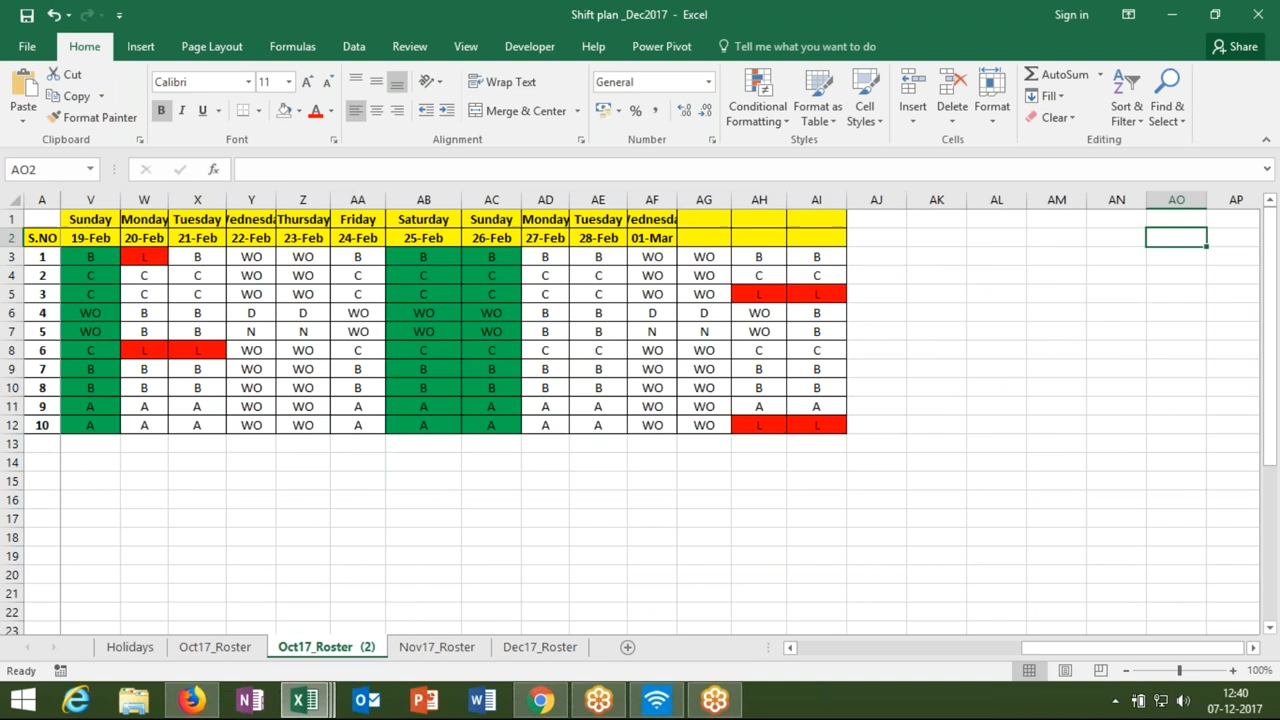 Shift plan _Dec2017 - Excel
Sign in
File Home Insert Page Layout Formulas Data Review View Developer Help Power Pivot Tell me what you want to do Share
Paste Cut Calibri 11 Wrap Text General Conditional Formatting Format as Table Cell Styles Insert Delete Format AutoSum Sort & Filter Find & Select
Copy Fill
Format Painter B I U Merge & Center % , Clear
Clipboard Font Alignment Number Styles Cells Editing
AO2 fx
A V W X Y Z AA AB AC AD AE AF AG AH AI AJ AK AL AM AN AO AP
1 Sunday Monday Tuesday Vednesda Thursday Friday Saturday Sunday Monday Tuesday Vednesda
2 S.NO 19-Feb 20-Feb 21-Feb 22-Feb 23-Feb 24-Feb 25-Feb 26-Feb 27-Feb 28-Feb 01-Mar
3 1 B L B WO WO B B B B B WO WO B B
4 2 C C C WO WO C C C C C WO WO C C
5 3 C C C WO WO C C C C C WO WO L L
6 4 WO B B D D WO WO WO B B D D WO B
7 5 WO B B N N WO WO WO B B N N WO B
8 6 C L L WO WO C C C C C WO WO C C
9 7 B B B WO WO B B B B B WO WO B B
10 8 B B B WO WO B B B B B WO WO B B
11 9 A A A WO WO A A A A A WO WO A A
12 10 A A A WO WO A A A A A WO WO L L
13
14
15
16
17
18
19
20
21
22
23
Holidays Oct17_Roster Oct17_Roster (2) Nov17_Roster Dec17_Roster
Ready 100%
12:40
07-12-2017